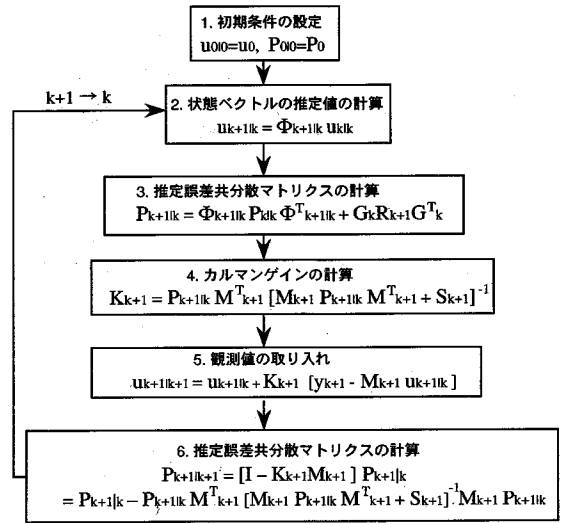 1. 初期条件の設定
u0|0=u0, P0|0=P0
k+1 → k
2. 状態ベクトルの推定値の計算
uk+1|k = Φk+1|k uk|k
3. 推定誤差共分散マトリクスの計算
Pk+1|k = Φk+1|k Pk|k Φ^T k+1|k + GkRk+1G^T k
4. カルマンゲインの計算
Kk+1 = Pk+1|k M^T k+1 [Mk+1 Pk+1|k M^T k+1 + Sk+1]^-1
5. 観測値の取り入れ
uk+1|k+1 = uk+1|k + Kk+1 [yk+1 - Mk+1 uk+1|k ]
6. 推定誤差共分散マトリクスの計算
Pk+1|k+1 = [I – Kk+1Mk+1 ] Pk+1|k
= Pk+1|k – Pk+1|k M^T k+1 [Mk+1 Pk+1|k M^T k+1 + Sk+1]^-1 Mk+1 Pk+1|k